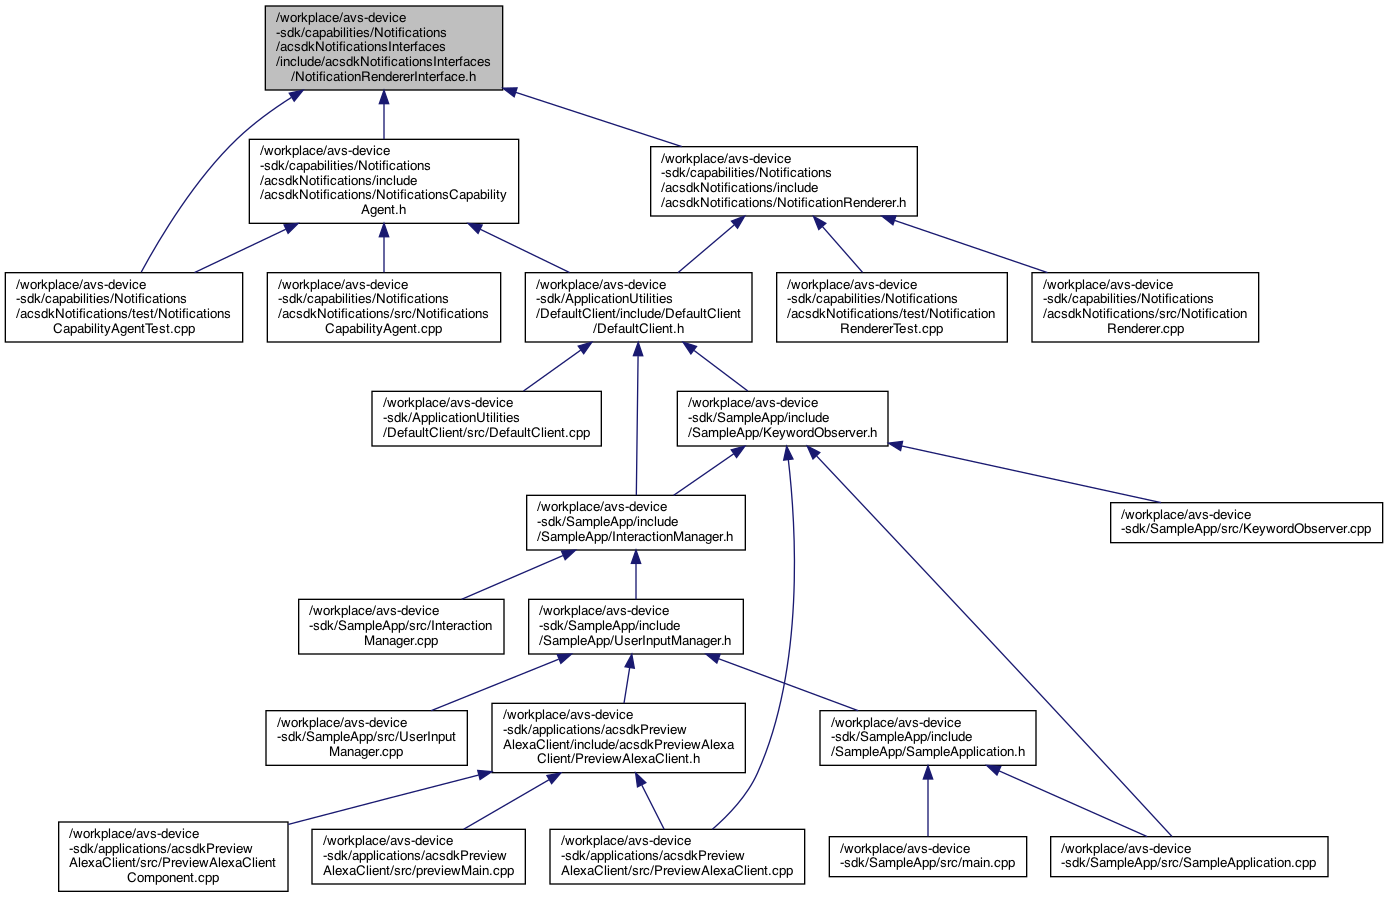 /workplace/avs-device
-sdk/capabilities/Notifications
/acsdkNotificationsInterfaces
/include/acsdkNotificationsInterfaces
/NotificationRendererInterface.h
/workplace/avs-device
-sdk/capabilities/Notifications
/acsdkNotifications/include
/acsdkNotifications/NotificationsCapability
Agent.h
/workplace/avs-device
-sdk/capabilities/Notifications
/acsdkNotifications/include
/acsdkNotifications/NotificationRenderer.h
/workplace/avs-device
-sdk/capabilities/Notifications
/acsdkNotifications/test/Notifications
CapabilityAgentTest.cpp
/workplace/avs-device
-sdk/capabilities/Notifications
/acsdkNotifications/src/Notifications
CapabilityAgent.cpp
/workplace/avs-device
-sdk/ApplicationUtilities
/DefaultClient/include/DefaultClient
/DefaultClient.h
/workplace/avs-device
-sdk/capabilities/Notifications
/acsdkNotifications/test/Notification
RendererTest.cpp
/workplace/avs-device
-sdk/capabilities/Notifications
/acsdkNotifications/src/Notification
Renderer.cpp
/workplace/avs-device
-sdk/ApplicationUtilities
/DefaultClient/src/DefaultClient.cpp
/workplace/avs-device
-sdk/SampleApp/include
/SampleApp/KeywordObserver.h
/workplace/avs-device
-sdk/SampleApp/include
/SampleApp/InteractionManager.h
/workplace/avs-device
-sdk/SampleApp/src/KeywordObserver.cpp
/workplace/avs-device
-sdk/SampleApp/src/Interaction
Manager.cpp
/workplace/avs-device
-sdk/SampleApp/include
/SampleApp/UserInputManager.h
/workplace/avs-device
-sdk/SampleApp/src/UserInput
Manager.cpp
/workplace/avs-device
-sdk/applications/acsdkPreview
AlexaClient/include/acsdkPreviewAlexa
Client/PreviewAlexaClient.h
/workplace/avs-device
-sdk/SampleApp/include
/SampleApp/SampleApplication.h
/workplace/avs-device
-sdk/applications/acsdkPreview
AlexaClient/src/PreviewAlexaClient
Component.cpp
/workplace/avs-device
-sdk/applications/acsdkPreview
AlexaClient/src/previewMain.cpp
/workplace/avs-device
-sdk/applications/acsdkPreview
AlexaClient/src/PreviewAlexaClient.cpp
/workplace/avs-device
-sdk/SampleApp/src/main.cpp
/workplace/avs-device
-sdk/SampleApp/src/SampleApplication.cpp